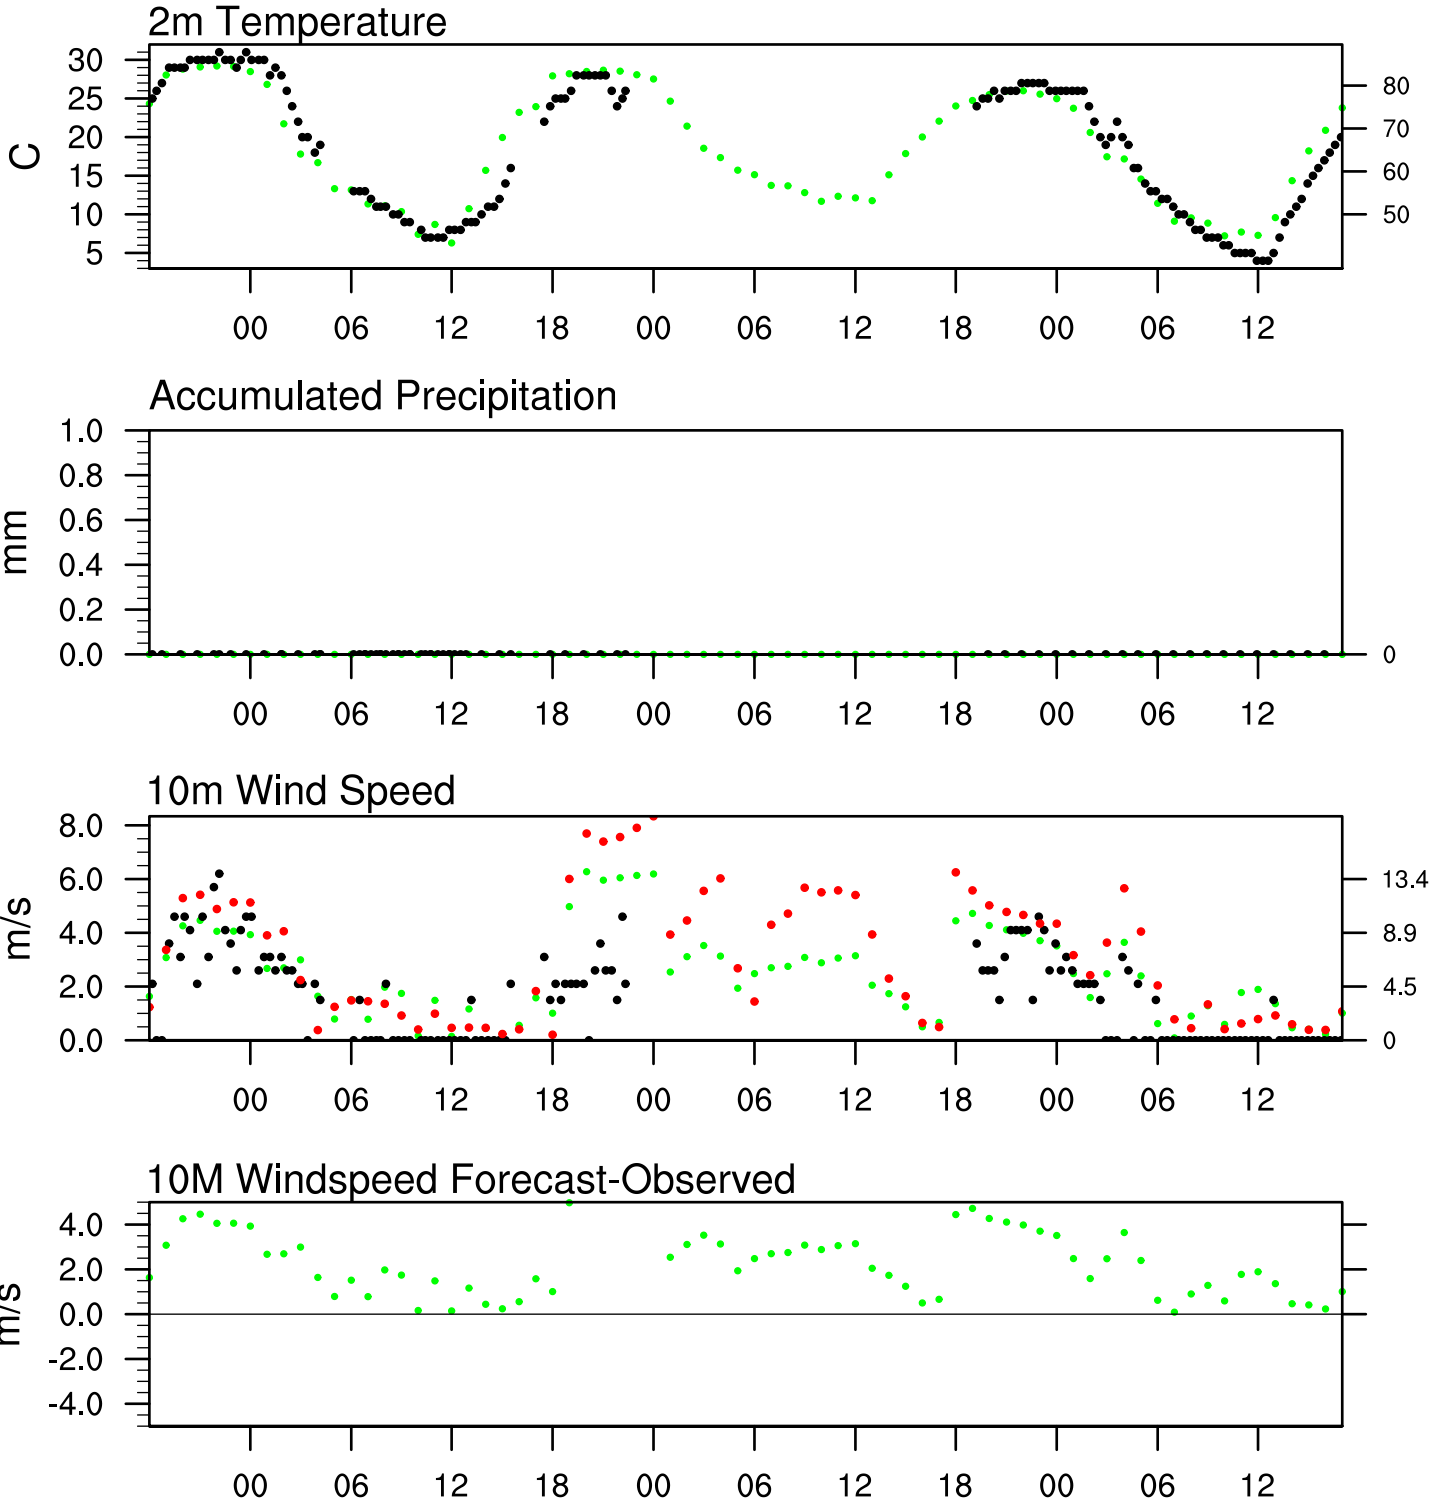 2m Temperature
30
25
20
15
10
5
C
80
70
60
50
00 06 12 18 00 06 12 18 00 06 12
Accumulated Precipitation
1.0
0.8
0.6
0.4
0.2
0.0
mm
0
00 06 12 18 00 06 12 18 00 06 12
10m Wind Speed
8.0
6.0
4.0
2.0
0.0
m/s
13.4
8.9
4.5
0
00 06 12 18 00 06 12 18 00 06 12
10M Windspeed Forecast-Observed
4.0
2.0
0.0
-2.0
-4.0
m/s
00 06 12 18 00 06 12 18 00 06 12